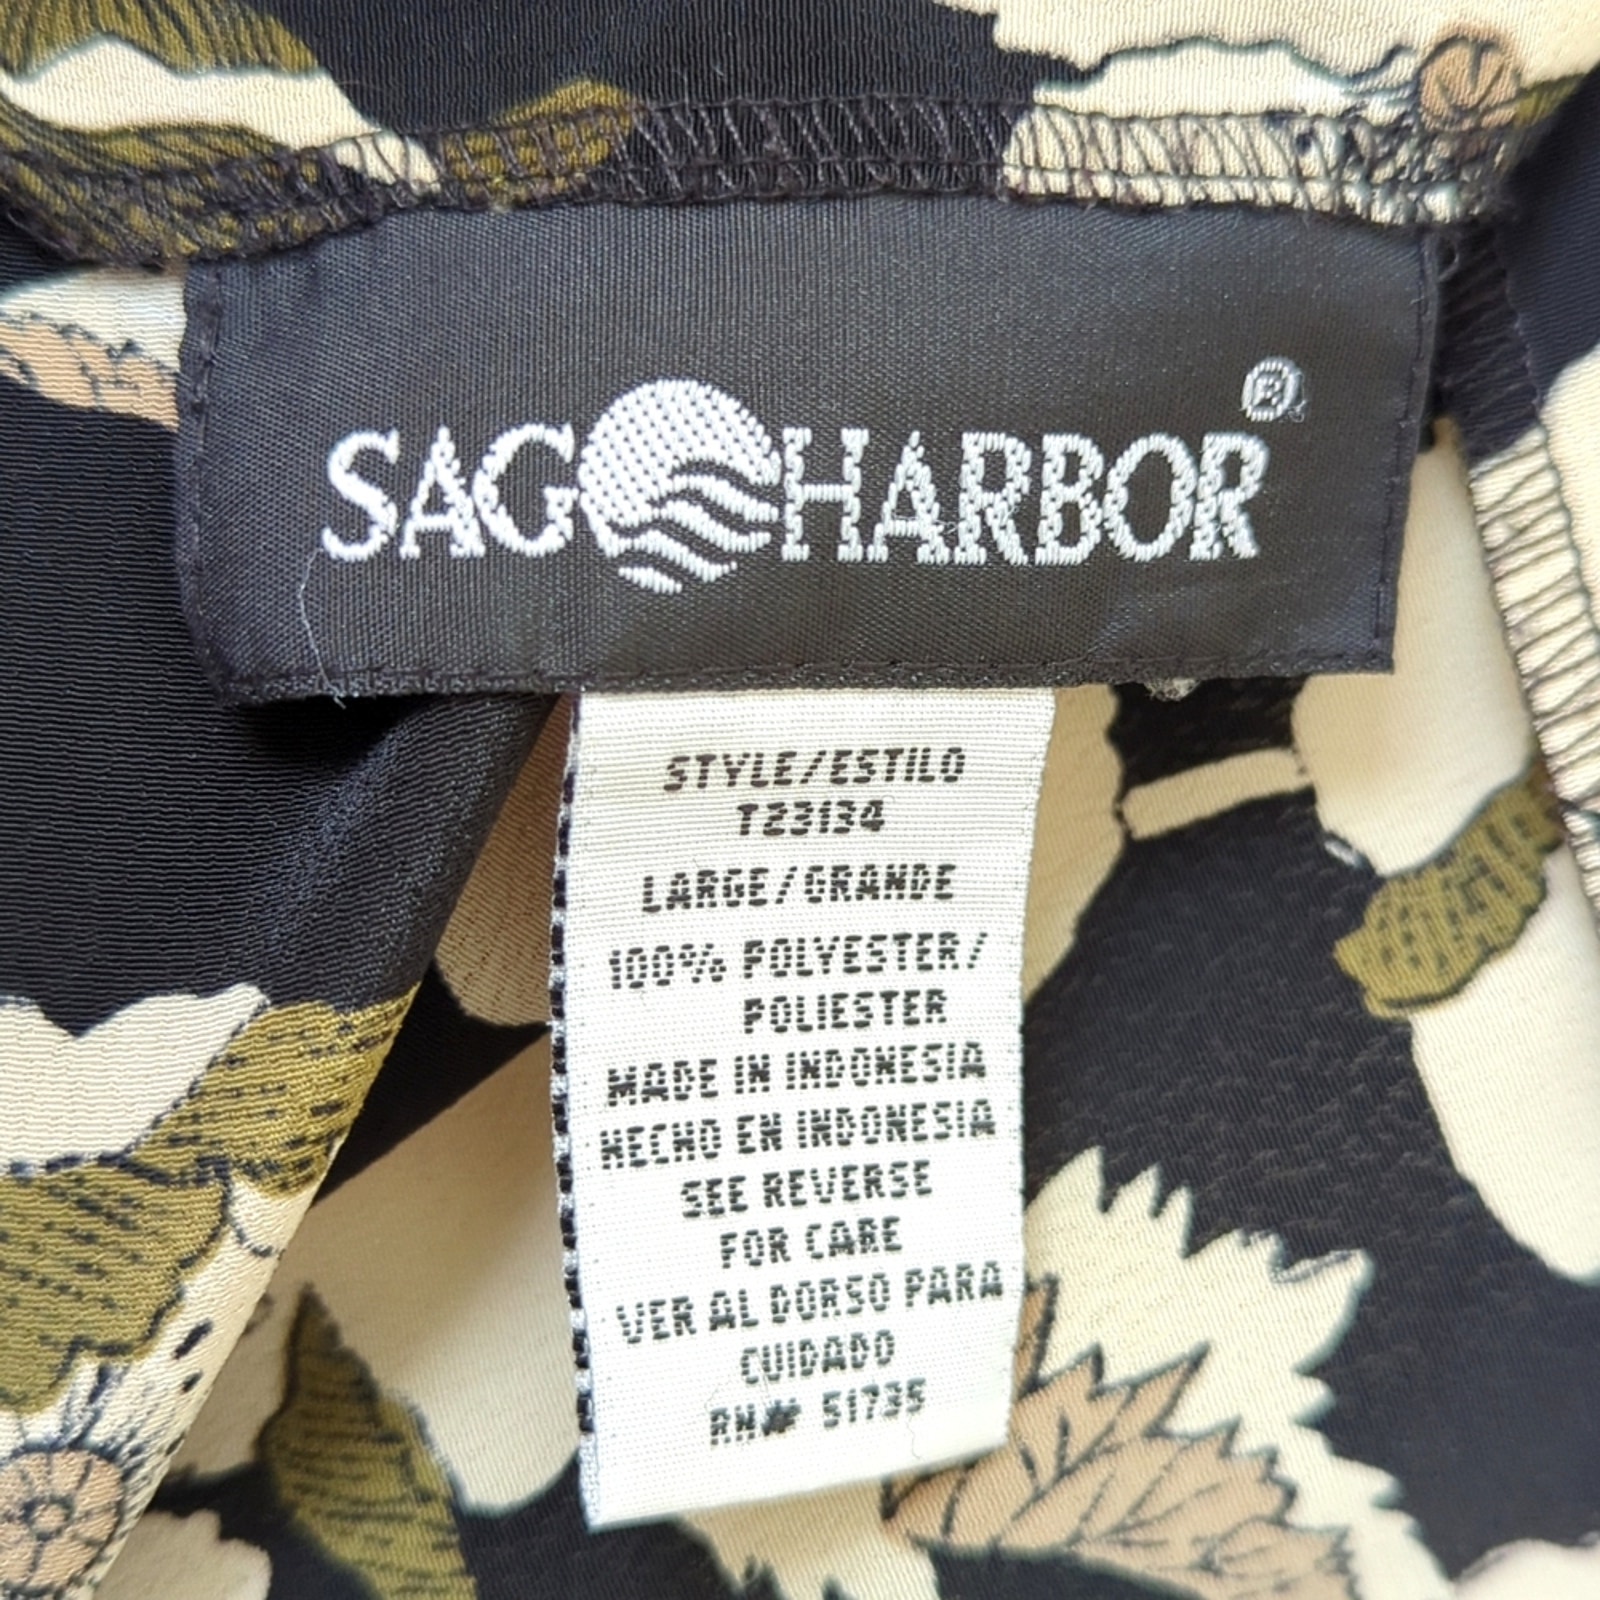 SAG HARBOR®
STYLE/ESTILO
T23134
LARGE/GRANDE
100% POLYESTER/
POLIESTER
MADE IN INDONESIA
HECHO EN INDONESIA
SEE REVERSE
FOR CARE
VER AL DORSO PARA
CUIDADO
RN# 51735